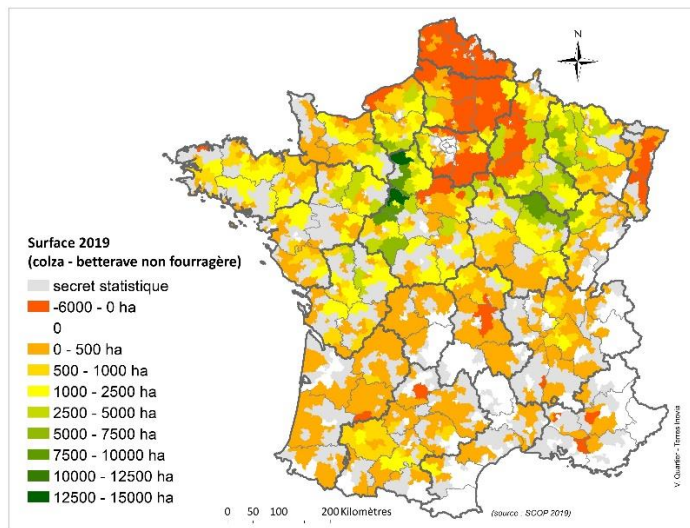 N
Surface 2019
(colza - betterave non fourragère)
secret statistique
-6000 - 0 ha
0
0 - 500 ha
500 - 1000 ha
1000 - 2500 ha
2500 - 5000 ha
5000 - 7500 ha
7500 - 10000 ha
10000 - 12500 ha
12500 - 15000 ha
0 50 100 200 Kilomètres
(source : SCOP 2019)
V. Quartier - Terres Inovia